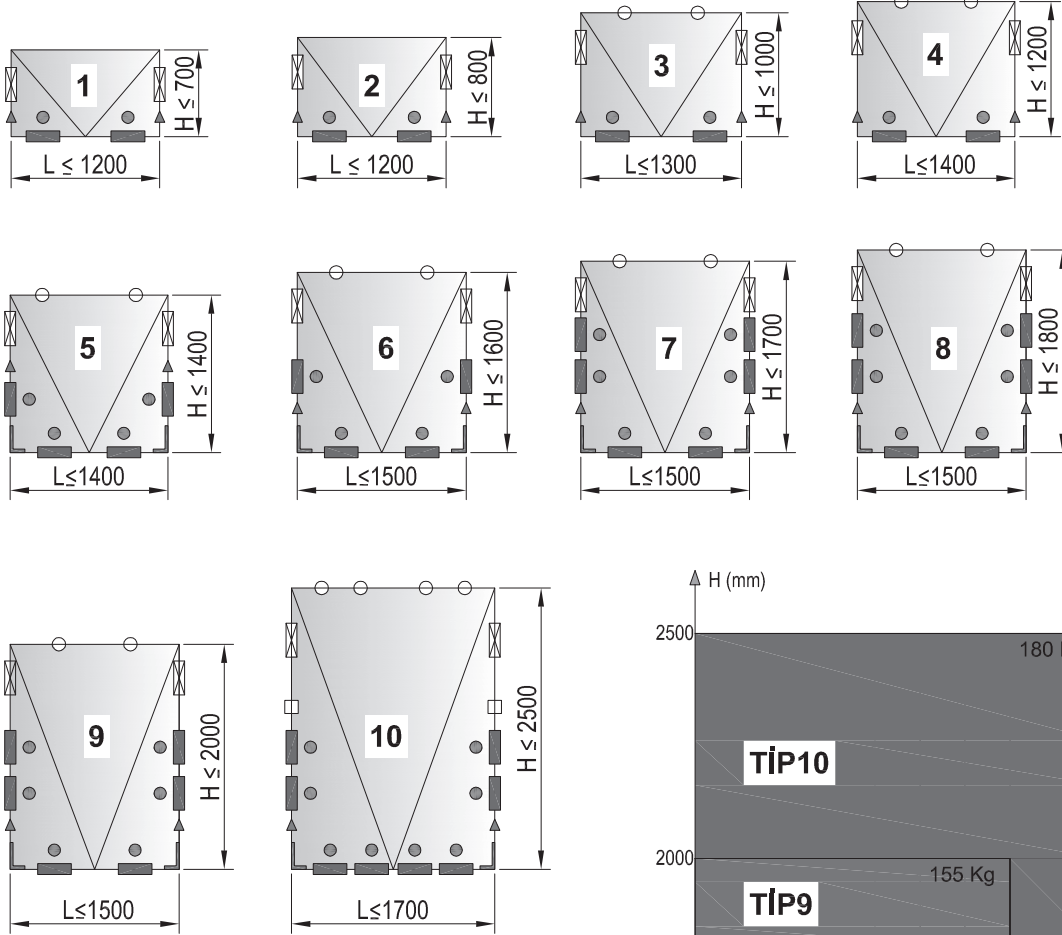 1
H ≤ 700
L ≤ 1200
2
H ≤ 800
L ≤ 1200
3
H ≤ 1000
L≤1300
4
H ≤ 1200
L≤1400
5
H ≤ 1400
L≤1400
6
H ≤ 1600
L≤1500
7
H ≤ 1700
L≤1500
8
H ≤ 1800
L≤1500
9
H ≤ 2000
L≤1500
10
H ≤ 2500
L≤1700
H (mm)
2500
180
TİP10
2000
155 Kg
TİP9